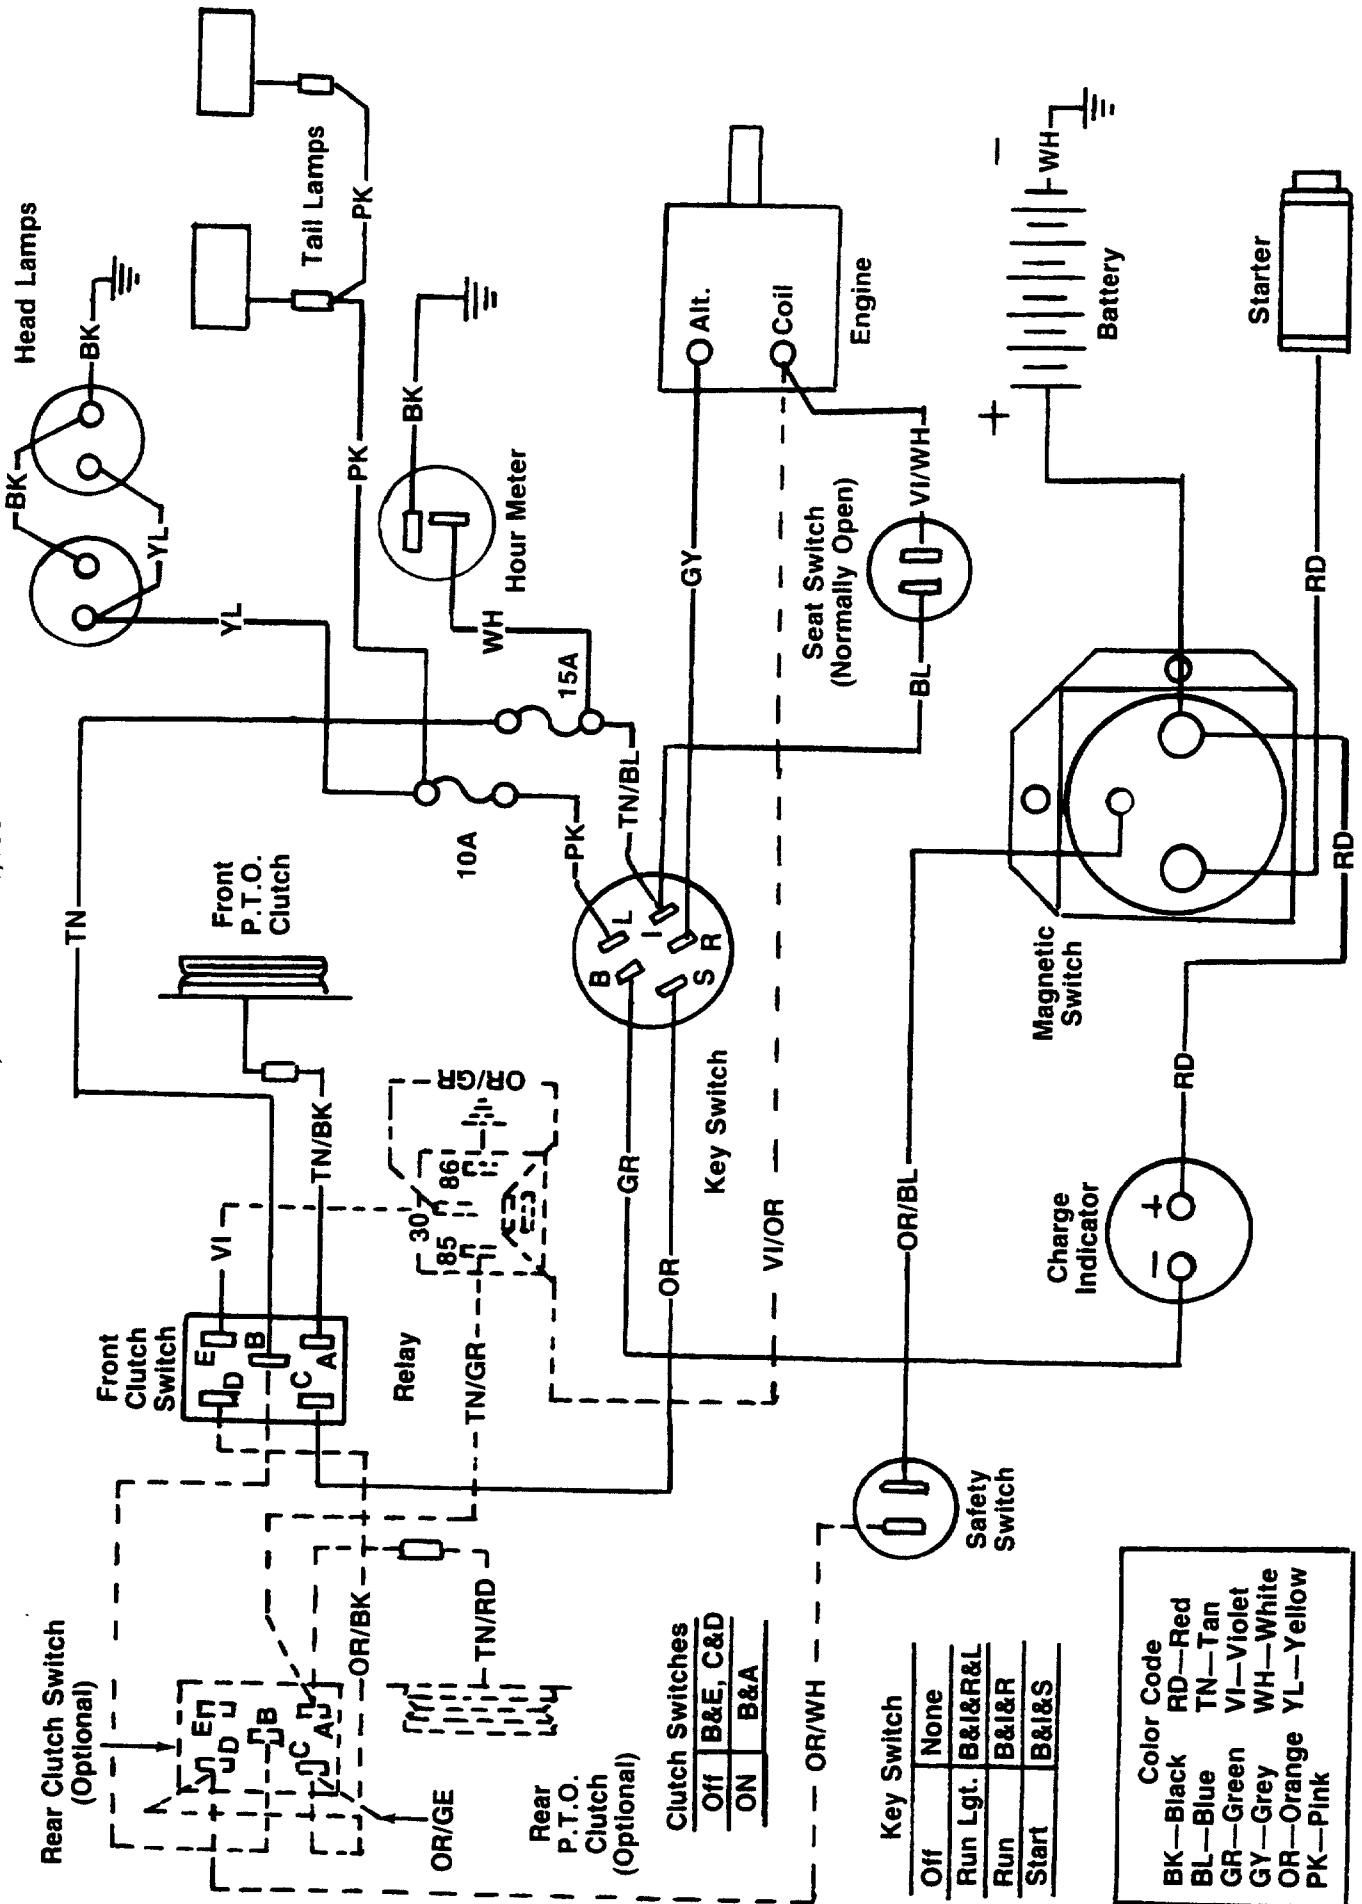 Head Lamps
BK
BK
YL
YL
Tail Lamps
PK
PK
BK
Hour Meter
WH
15A
10A
TN
Front
P.T.O.
Clutch
TN/BK
PK
TN/BL
GY
Alt.
Coil
Engine
Seat Switch
(Normally Open)
VI/WH
BL
B
L
I
R
S
Key Switch
GR
OR
VI/OR
OR/GR
VI
86
30
85
Relay
TN/GR
Front
Clutch
Switch
E
D
B
C
A
Rear Clutch Switch
(Optional)
E
D
B
C
A
OR/BK
OR/GE
TN/RD
Rear
P.T.O.
Clutch
(Optional)
OR/WH
Safety
Switch
OR/BL
Charge
Indicator
–
+
RD
RD
RD
Magnetic
Switch
+
–
WH
Battery
Starter
Clutch Switches
Off B&E, C&D
ON B&A
Key Switch
Off None
Run Lgt. B&I&R&L
Run B&I&R
Start B&I&S
Color Code
BK—Black RD—Red
BL—Blue TN—Tan
GR—Green VI—Violet
GY—Grey WH—White
OR—Orange YL—Yellow
PK—Pink